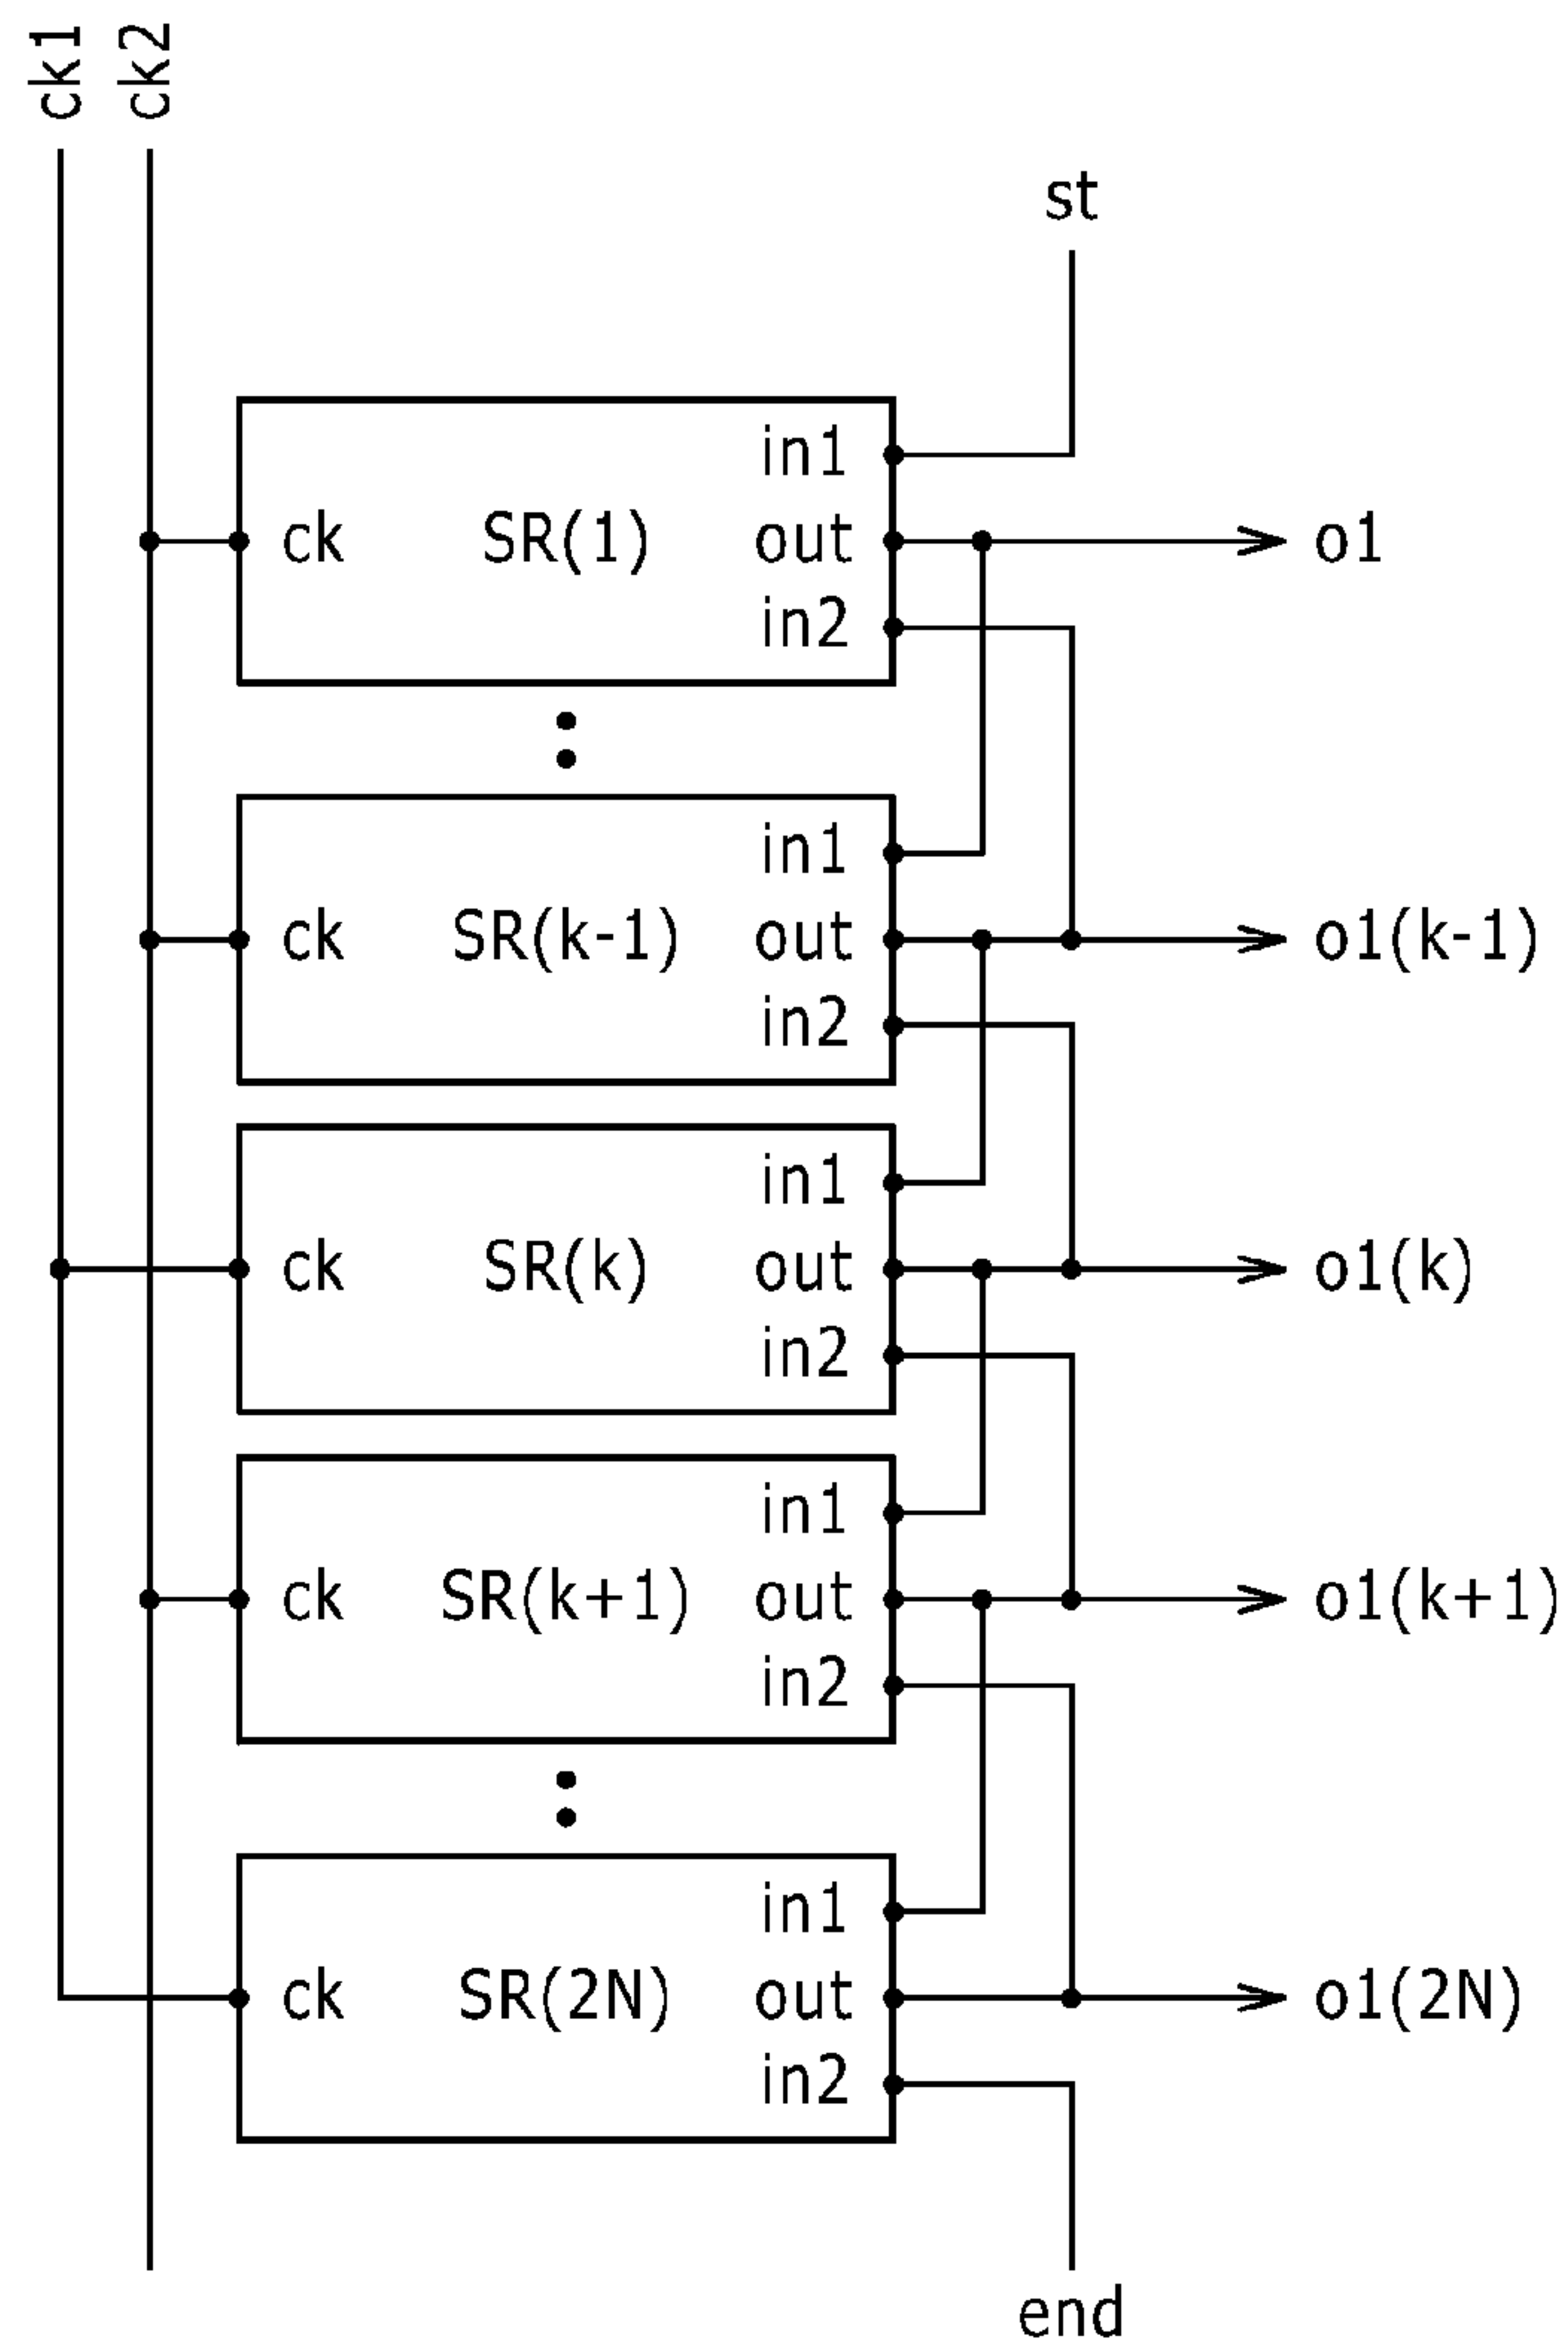 ck1
ck2
st
in1
ck SR(1) out o1
in2
in1
ck SR(k-1) out o1(k-1)
in2
in1
ck SR(k) out o1(k)
in2
in1
ck SR(k+1) out o1(k+1)
in2
in1
ck SR(2N) out o1(2N)
in2
end